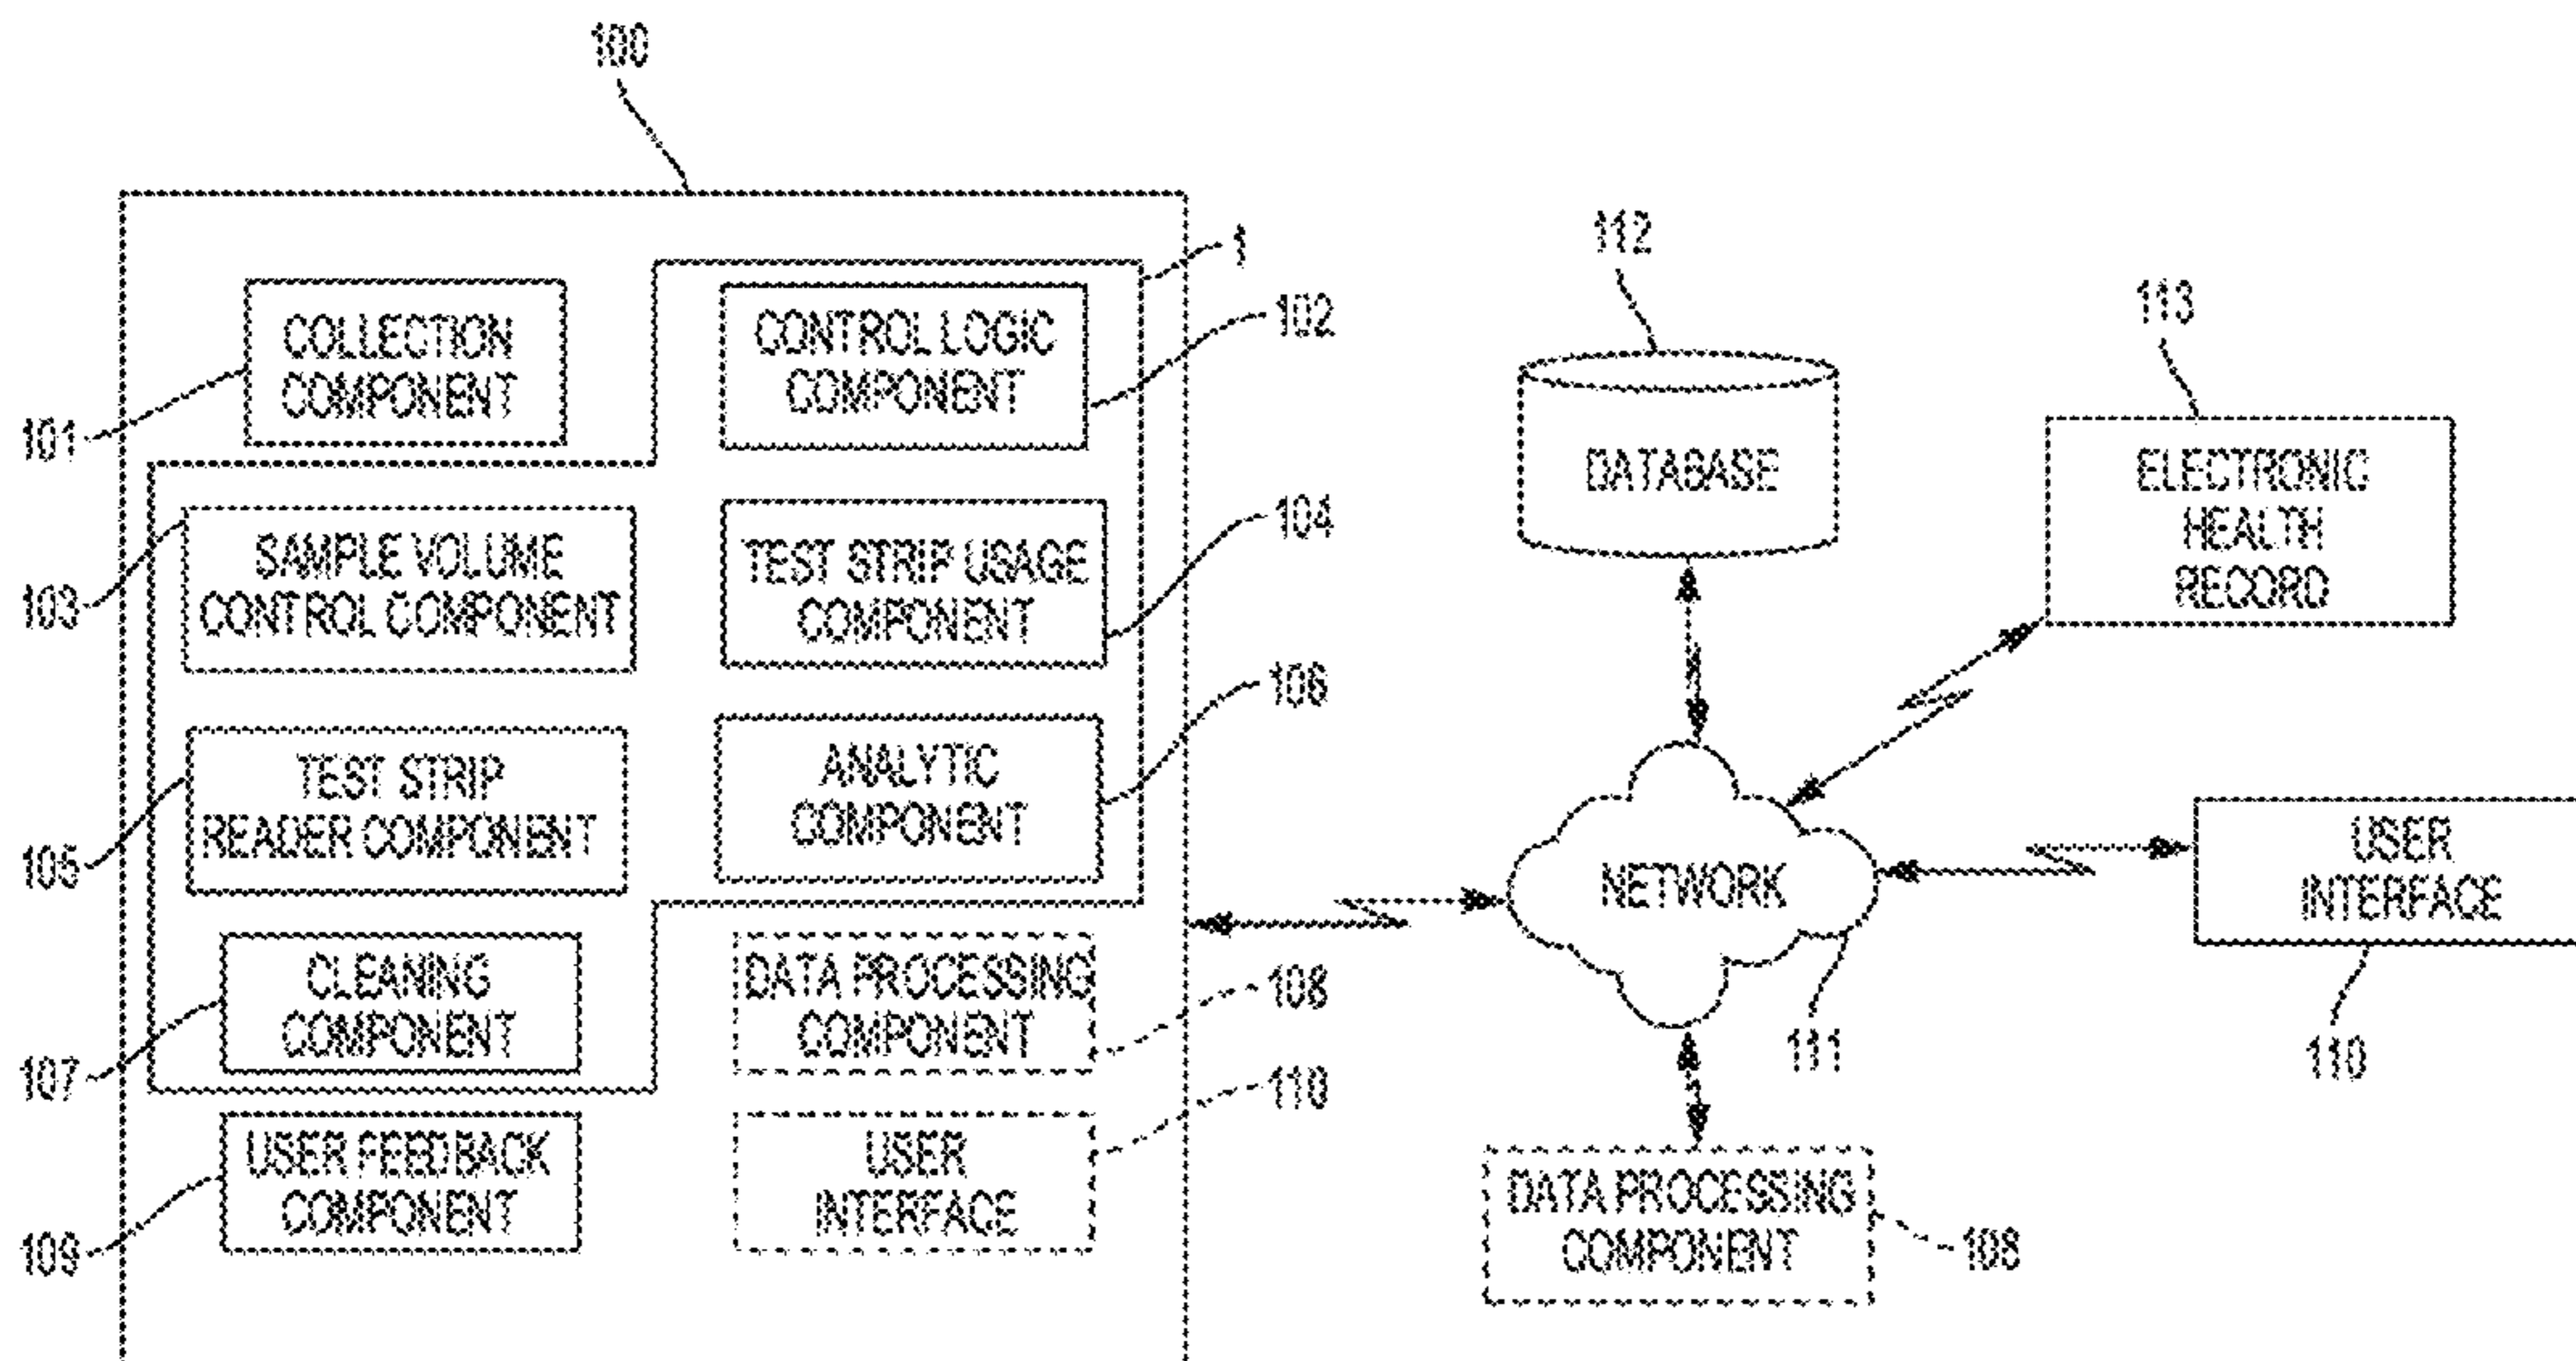 100
1
COLLECTION
COMPONENT
101
CONTROL LOGIC
COMPONENT
102
SAMPLE VOLUME
CONTROL COMPONENT
103
TEST STRIP USAGE
COMPONENT
104
TEST STRIP
READER COMPONENT
105
ANALYTIC
COMPONENT
106
CLEANING
COMPONENT
107
DATA PROCESSING
COMPONENT
108
USER FEEDBACK
COMPONENT
109
USER
INTERFACE
110
112
DATABASE
113
ELECTRONIC
HEALTH
RECORD
NETWORK
111
USER
INTERFACE
110
DATA PROCESSING
COMPONENT
108